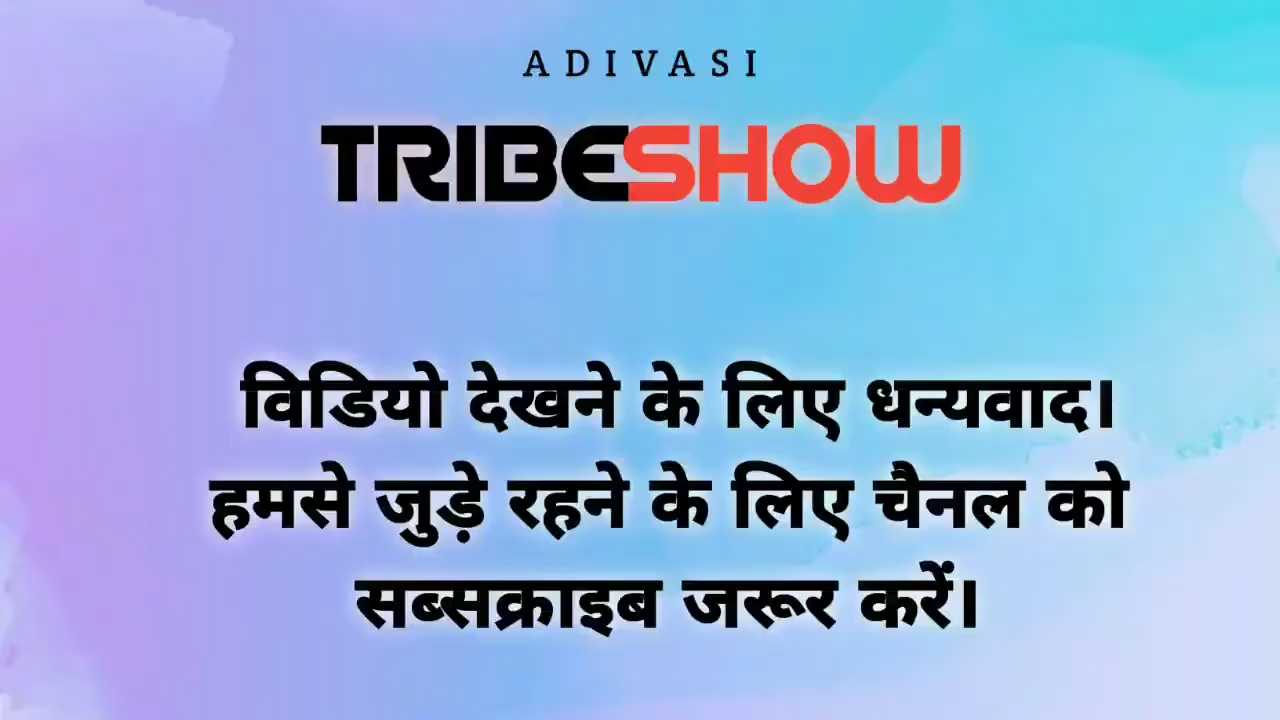 ADIVASI
TRIBESHOW
विडियो देखने के लिए धन्यवाद।
हमसे जुड़े रहने के लिए चैनल को
सब्सक्राइब जरूर करें।